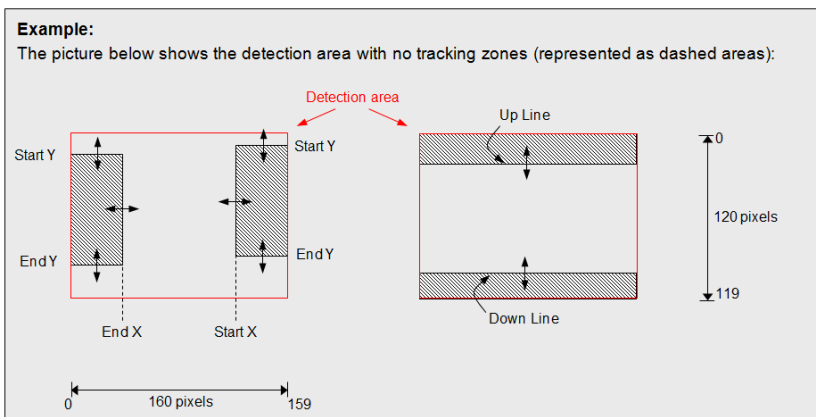 Example:
The picture below shows the detection area with no tracking zones (represented as dashed areas):
Detection area
Start Y
Start Y
End Y
End Y
End X
Start X
0
160 pixels
159
Up Line
Down Line
0
120 pixels
119